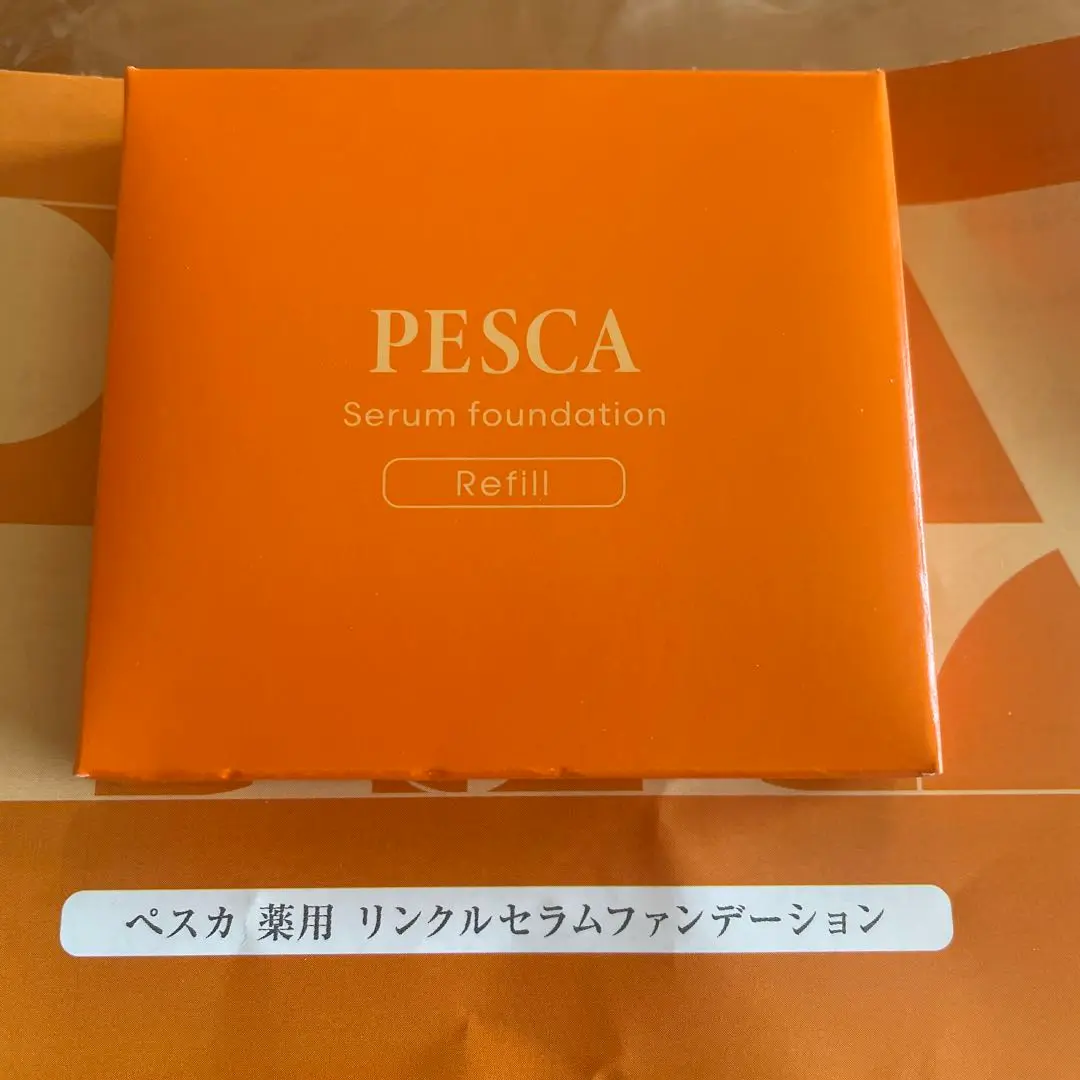 PESCA
Serum foundation
Refill
ペスカ 薬用 リンクルセラムファンデーション